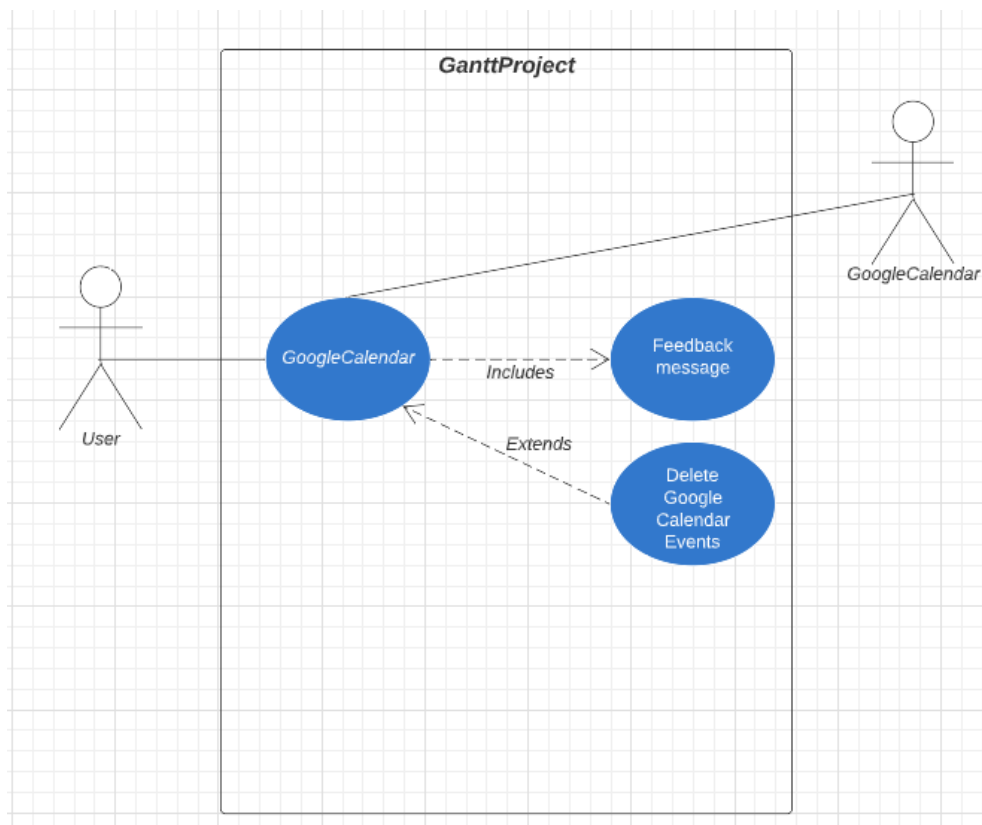 GanttProject
GoogleCalendar
User
GoogleCalendar
Includes
Feedback
message
Extends
Delete
Google
Calendar
Events